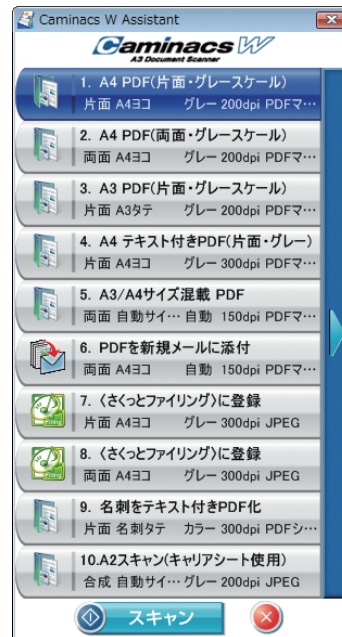 Caminacs W Assistant
Caminacs W
A3 Document Scanner
1. A4 PDF(片面・グレースケール)
片面 A4ヨコ グレー 200dpi PDFマ…
2. A4 PDF(両面・グレースケール)
両面 A4ヨコ グレー 200dpi PDFマ…
3. A3 PDF(片面・グレースケール)
片面 A3タテ グレー 200dpi PDFマ…
4. A4 テキスト付きPDF(片面・グレー)
片面 A4ヨコ グレー 300dpi PDFマ…
5. A3/A4サイズ混載 PDF
両面 自動サイ… 自動 150dpi PDFマ…
6. PDFを新規メールに添付
両面 A4ヨコ 自動 150dpi PDFマ…
7. 〈さくっとファイリング〉に登録
片面 A4ヨコ グレー 300dpi JPEG
8. 〈さくっとファイリング〉に登録
両面 A4ヨコ グレー 300dpi JPEG
9. 名刺をテキスト付きPDF化
片面 名刺タテ カラー 300dpi PDFシ…
10.A2スキャン(キャリアシート使用)
合成 自動サイ… グレー 200dpi JPEG
スキャン